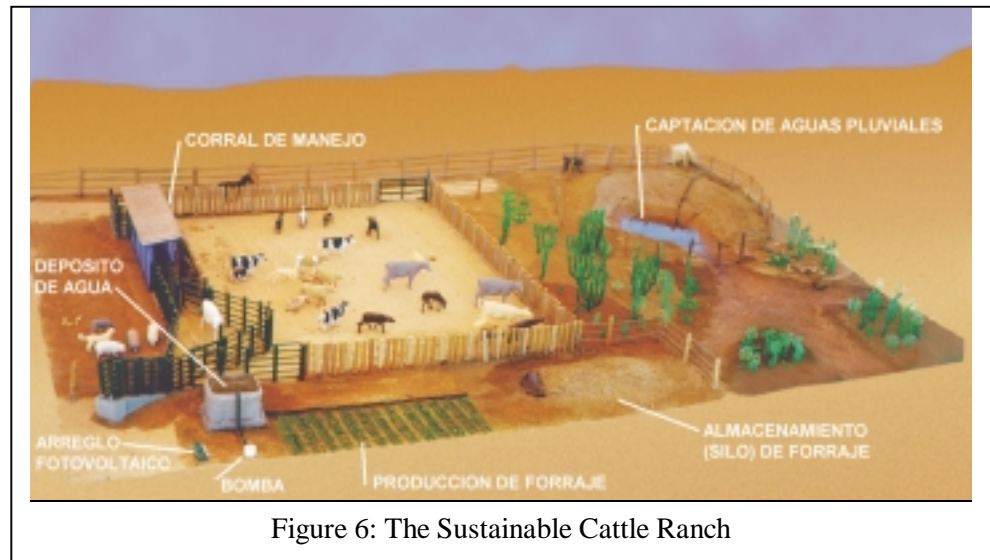 CAPTACION DE AGUAS PLUVIALES
CORRAL DE MANEJO
DEPOSITO
DE AGUA
ARREGLO
FOTOVOLTAICO
BOMBA
PRODUCCION DE FORRAJE
ALMACENAMIENTO
(SILO) DE FORRAJE
Figure 6: The Sustainable Cattle Ranch